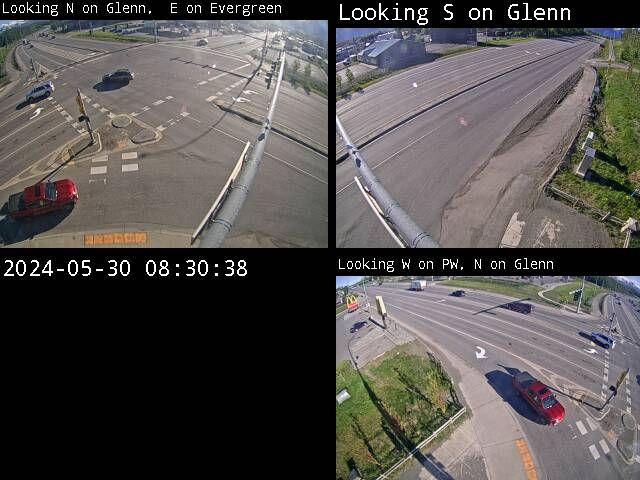 Looking N on Glenn,  E on Evergreen
Looking S on Glenn
2024-05-30 08:30:38
Looking W on PW, N on Glenn